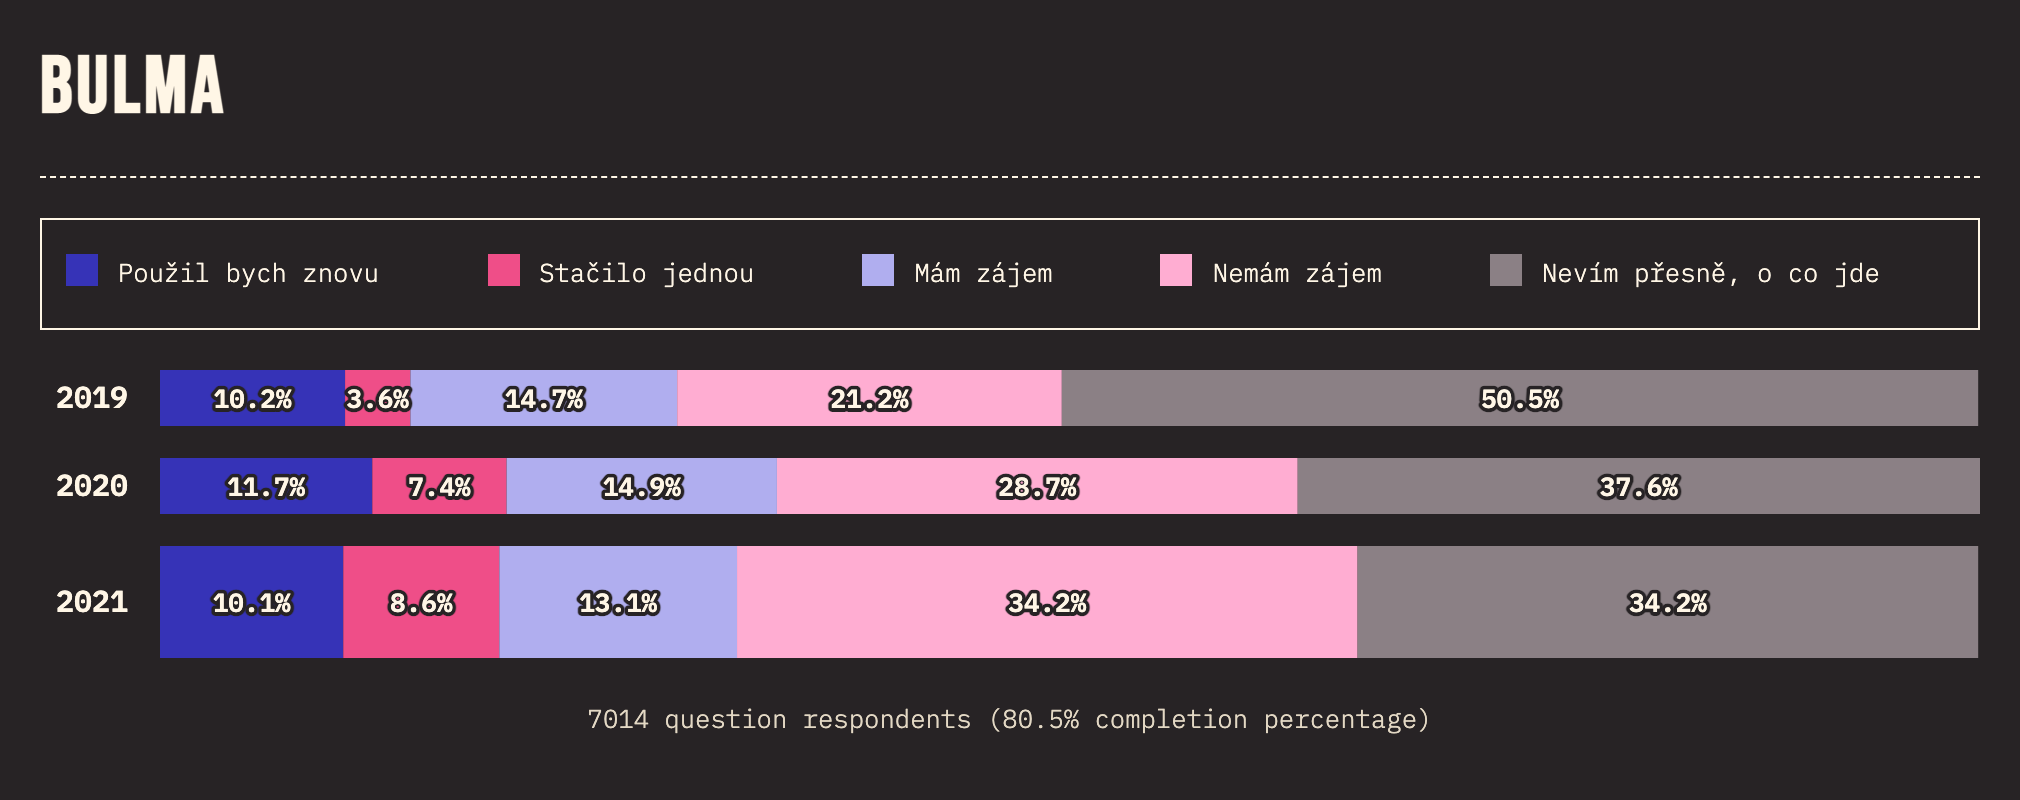 BULMA
Použil bych znovu Stačilo jednou Mám zájem Nemám zájem Nevím přesně, o co jde
2019 10.2% 3.6% 14.7% 21.2% 50.5%
2020 11.7% 7.4% 14.9% 28.7% 37.6%
2021 10.1% 8.6% 13.1% 34.2% 34.2%
7014 question respondents (80.5% completion percentage)